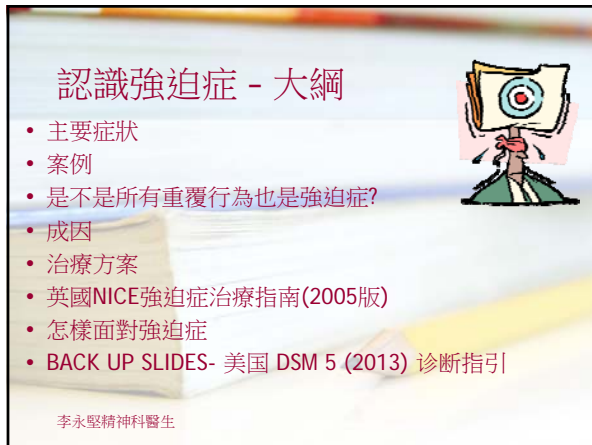 認識強迫症 - 大綱
• 主要症狀
• 案例
• 是不是所有重覆行為也是強迫症?
• 成因
• 治療方案
• 英國NICE強迫症治療指南(2005版)
• 怎樣面對強迫症
• BACK UP SLIDES- 美国 DSM 5 (2013) 诊断指引
李永堅精神科醫生